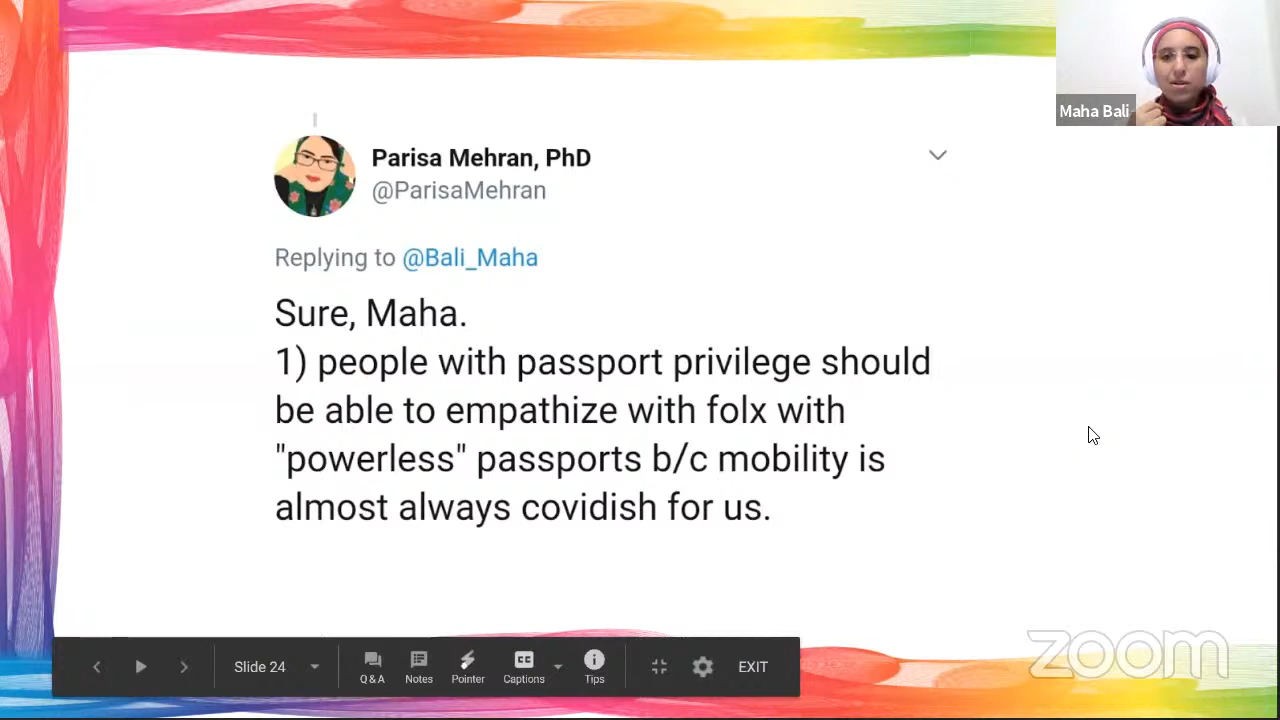 Maha Bali
Parisa Mehran, PhD
@ParisaMehran
Replying to @Bali_Maha
Sure, Maha.
1) people with passport privilege should
be able to empathize with folx with
"powerless" passports b/c mobility is
almost always covidish for us.
zoom
Slide 24
Q & A
Notes
Pointer
CC
Captions
Tips
EXIT